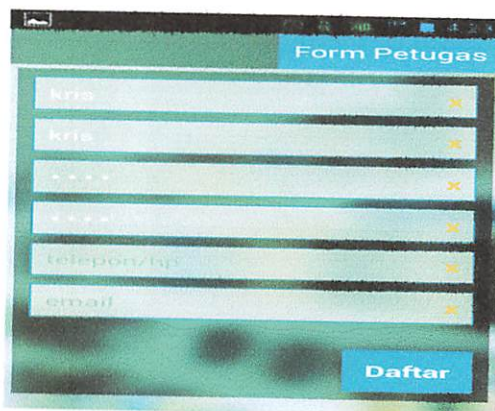 Form Petugas
kris
kris
••••
••••
telepon/hp
email
Daftar